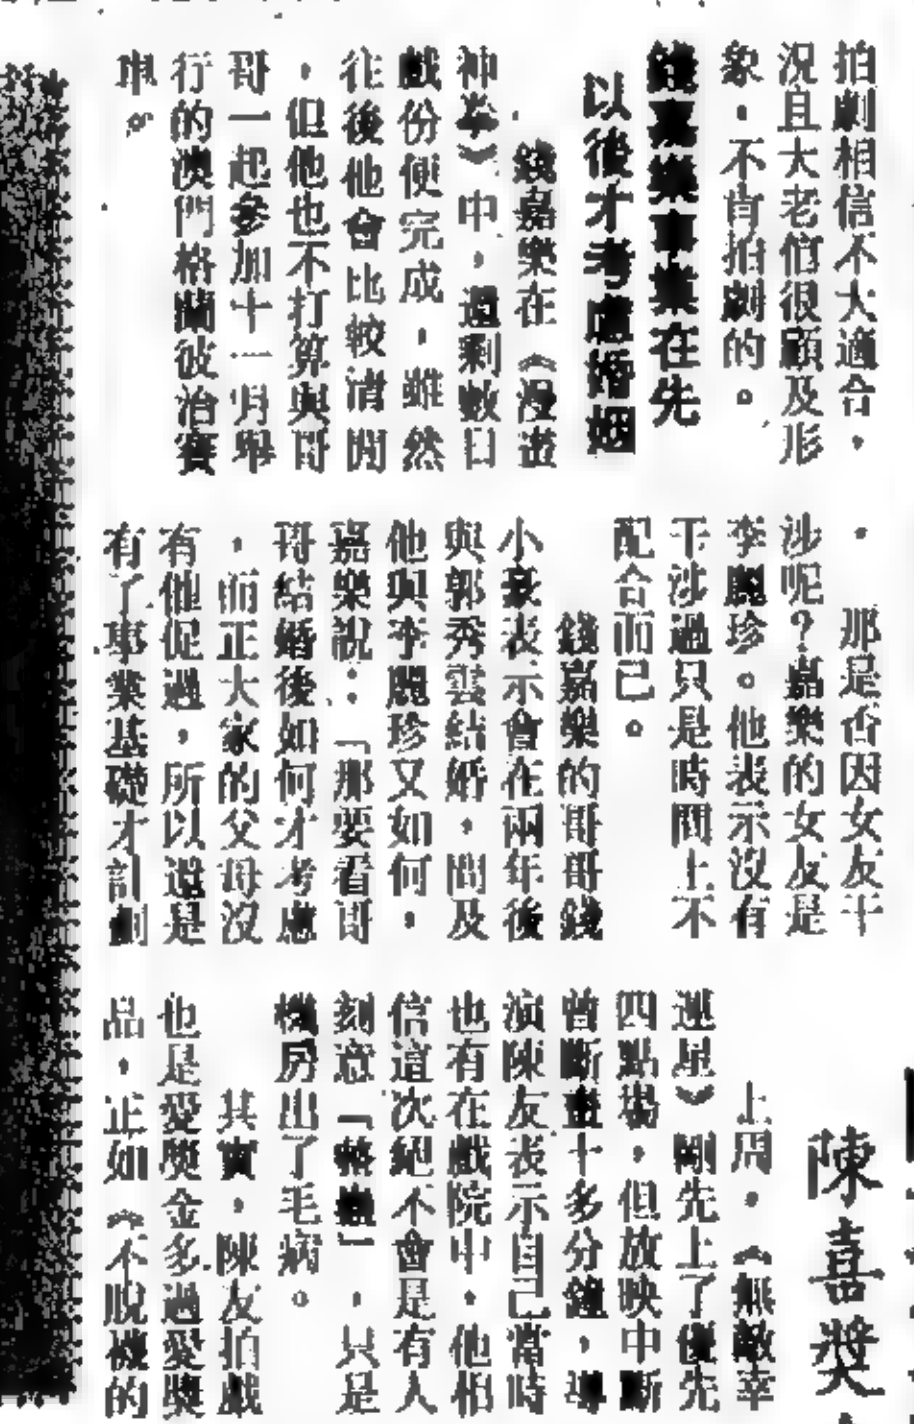 拍劇相信不大適合，
況且大老倌很顧及形
象，不肯拍劇的。
錢嘉樂事業在先
以後才考慮婚姻
錢嘉樂在《漫畫
神拳》中，還剩數日
戲份便完成，雖然
往後他會比較清閒
，但他也不打算與哥
哥一起參加十一月舉
行的澳門格蘭披治賽
車。
。那是否因女友干
涉呢？嘉樂的女友是
李麗珍。他表示沒有
干涉過只是時間上不
配合而已。
錢嘉樂的哥哥錢
小豪表示會在兩年後
與郭秀雲結婚，問及
他與李麗珍又如何，
嘉樂說：「那要看哥
哥結婚後如何才考慮
，而正大家的父母沒
有催促過，所以還是
有了事業基礎才計劃
陳喜獎
上周，《無敵幸
運星》剛先上了優先
四點場，但放映中斷
曾斷畫十多分鐘，導
演陳友表示自己當時
也有在戲院中，他相
信這次絕不會是有人
刻意「整蠱」，只是
機房出了毛病。
其實，陳友拍戲
也是愛獎金多過愛獎
品，正如《不脫襪的